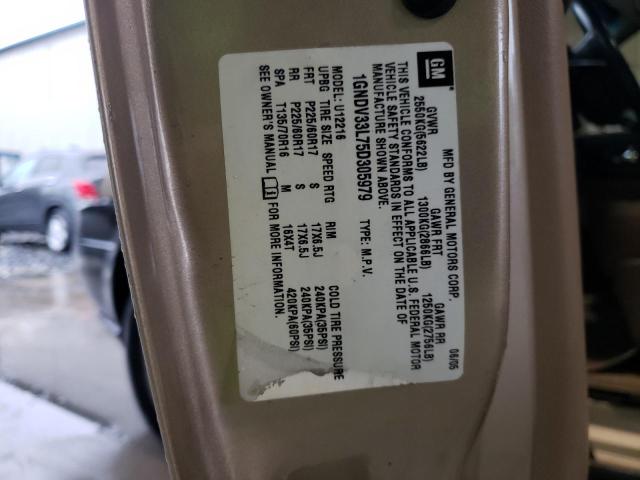 GM
MFD BY GENERAL MOTORS CORP. 06/05
GVWR GAWR FRT GAWR RR
2550KG(5622LB) 1300KG(2866LB) 1250KG(2756LB)
THIS VEHICLE CONFORMS TO ALL APPLICABLE U.S. FEDERAL MOTOR
VEHICLE SAFETY STANDARDS IN EFFECT ON THE DATE OF
MANUFACTURE SHOWN ABOVE.
1GNDV33L75D305979 TYPE: M.P.V.
MODEL: U12216
UPBG TIRE SIZE SPEED RTG RIM COLD TIRE PRESSURE
FRT P225/60R17 S 17X6.5J 240KPA(35PSI)
RR P225/60R17 S 17X6.5J 240KPA(35PSI)
SPA T135/70R16 M 16X4T 420KPA(60PSI)
SEE OWNER'S MANUAL FOR MORE INFORMATION.